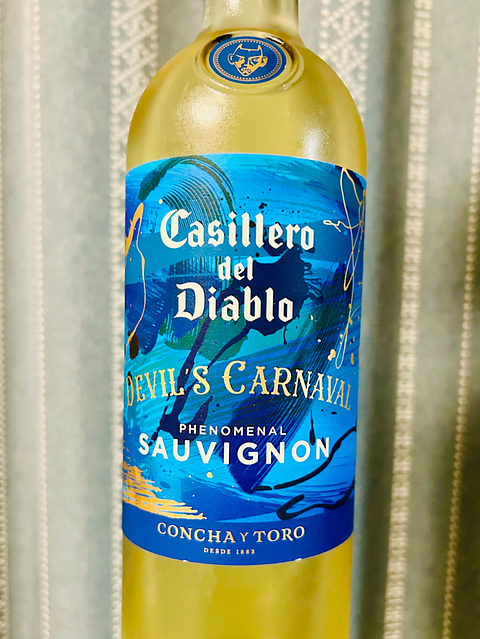 Casillero
del
Diablo
DEVIL'S CARNAVAL
PHENOMENAL
SAUVIGNON
CONCHA Y TORO
DESDE 1883